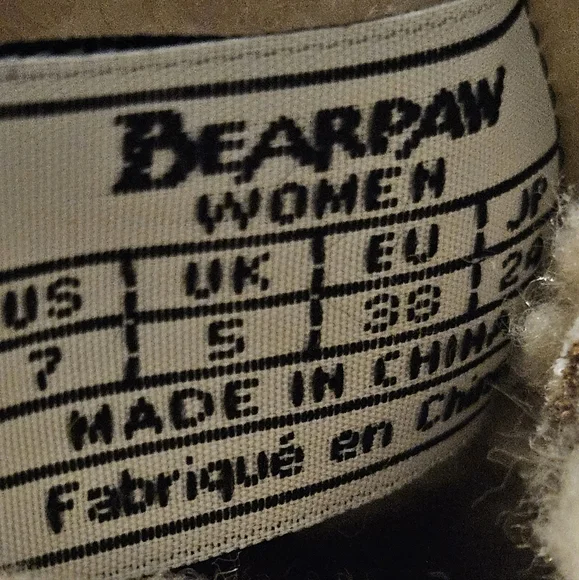 BEARPAW
WOMEN
US UK EU JP
7 5 38
MADE IN CHINA
Fabriqué en